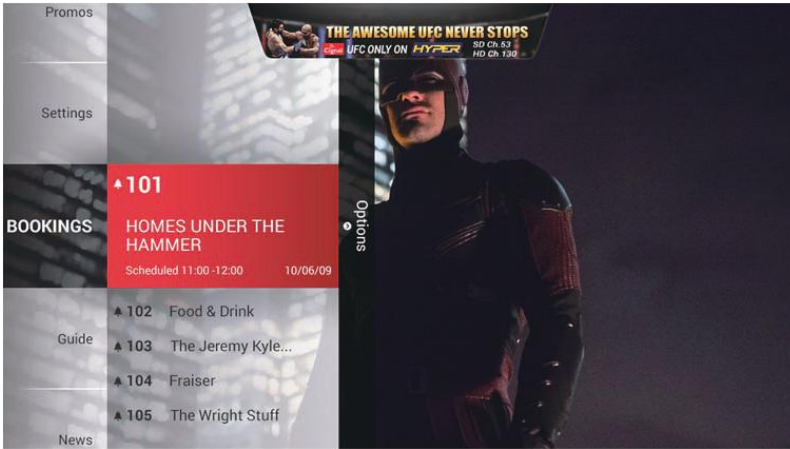 Promos
THE AWESOME UFC NEVER STOPS
Cignal UFC ONLY ON HYPER SD Ch.53
HD Ch.130
Settings
BOOKINGS
101
HOMES UNDER THE
HAMMER
Scheduled 11:00 -12:00 10/06/09
Options
Guide
102 Food & Drink
103 The Jeremy Kyle...
104 Fraiser
105 The Wright Stuff
News